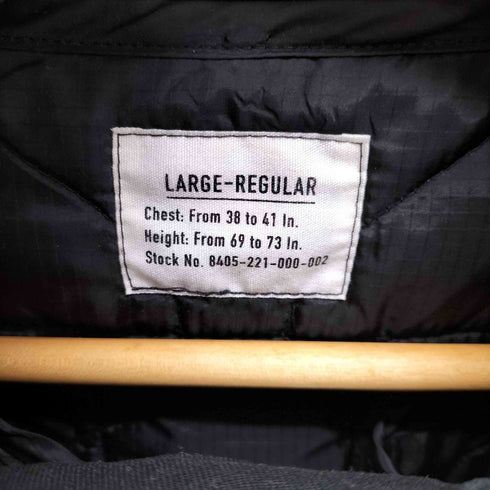 LARGE-REGULAR
Chest: From 38 to 41 In.
Height: From 69 to 73 In.
Stock No. 8405-221-000-002